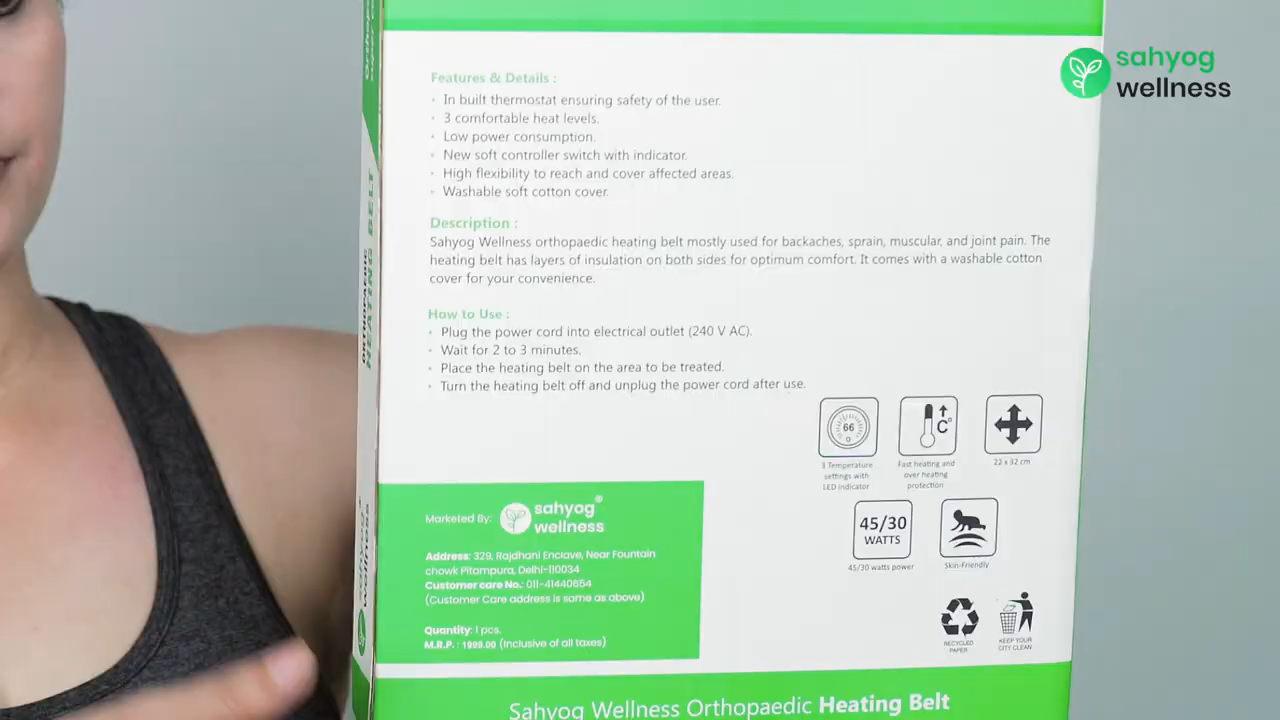 sahyog
wellness
Features & Details :
• In built thermostat ensuring safety of the user.
• 3 comfortable heat levels.
• Low power consumption.
• New soft controller switch with indicator.
• High flexibility to reach and cover affected areas.
• Washable soft cotton cover.
Description :
Sahyog Wellness orthopaedic heating belt mostly used for backaches, sprain, muscular, and joint pain. The
heating belt has layers of insulation on both sides for optimum comfort. It comes with a washable cotton
cover for your convenience.
How to Use :
• Plug the power cord into electrical outlet (240 V AC).
• Wait for 2 to 3 minutes.
• Place the heating belt on the area to be treated.
• Turn the heating belt off and unplug the power cord after use.
66
C°
3 Temperature
settings with
LED indicator
Fast heating and
over heating
protection
22 x 32 cm
45/30
WATTS
45/30 watts power
Skin-Friendly
RECYCLED
PAPER
KEEP YOUR
CITY CLEAN
Marketed By:
sahyog®
wellness
Address: 329, Rajdhani Enclave, Near Fountain
chowk Pitampura, Delhi-110034
Customer care No.: 011-41440654
(Customer Care address is same as above)
Quantity: 1 pcs.
M.R.P. : 1999.00 (Inclusive of all taxes)
Sahyog Wellness Orthopaedic Heating Belt
ORTHOPAEDIC
HEATING BELT
sahyog
wellness